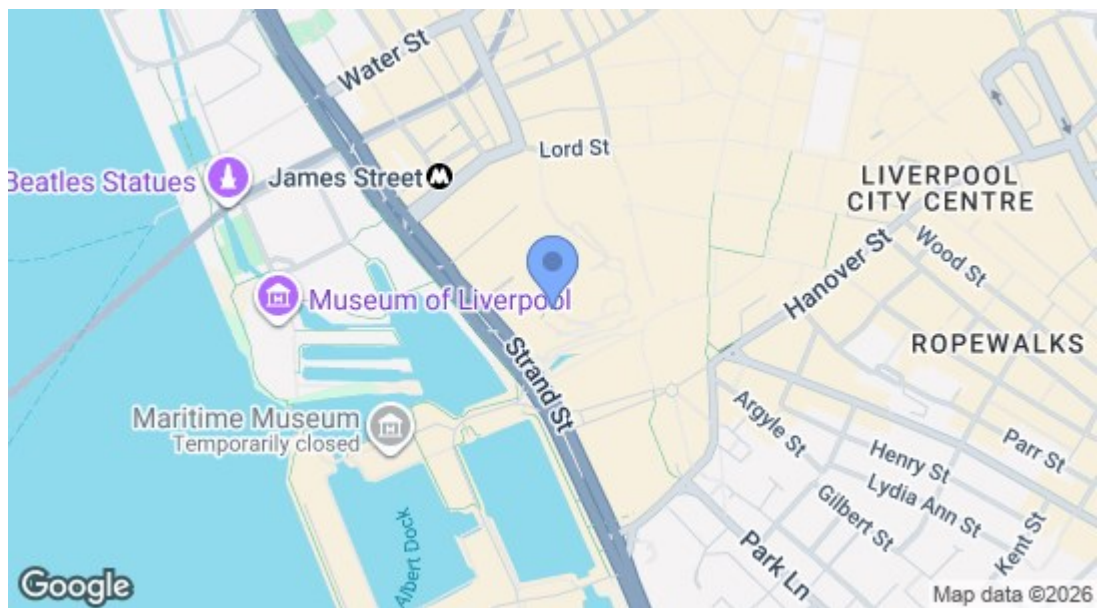 Water St
Lord St
Beatles Statues
James Street
LIVERPOOL
CITY CENTRE
Hanover St
Wood St
Museum of Liverpool
Strand St
ROPEWALKS
Maritime Museum
Temporarily closed
Argyle St
Henry St
Parr St
Lydia Ann St
Gilbert St
Kent St
Albert Dock
Park Ln
Google
Map data ©2026